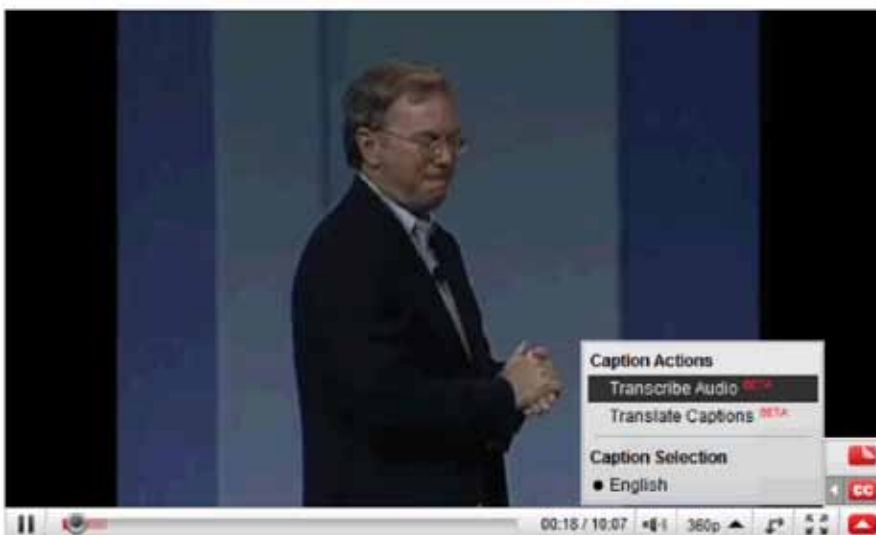 Caption Actions
Transcribe Audio BETA
Translate Captions BETA
Caption Selection
English
CC
00:18 / 10:07
360p